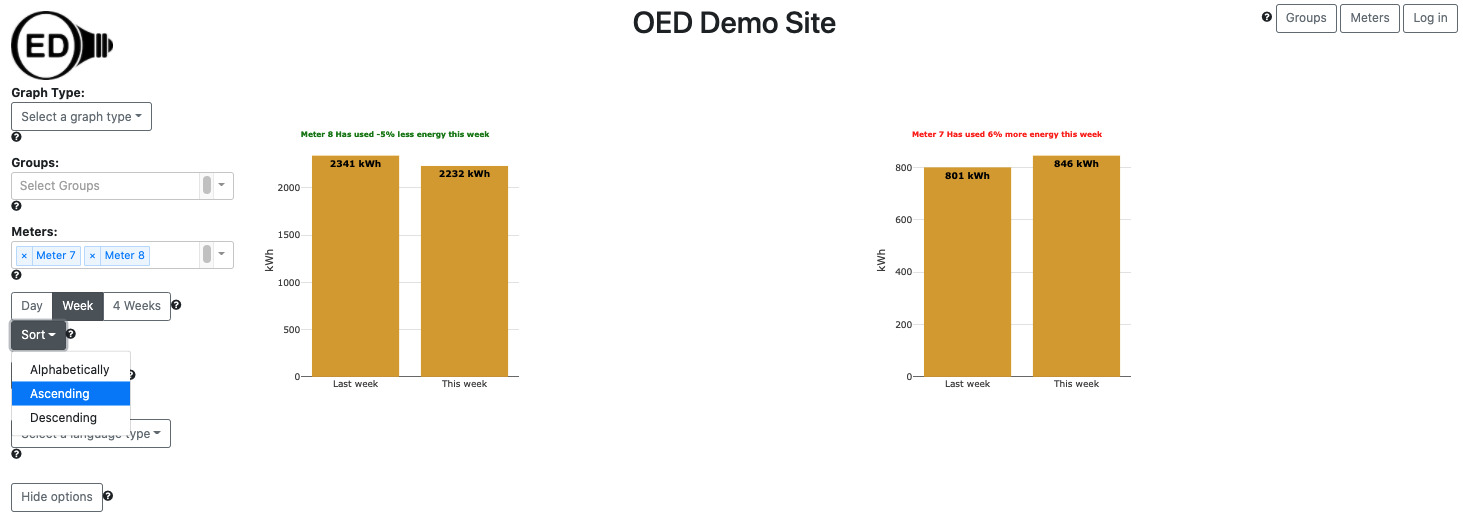 ED
OED Demo Site
Groups
Meters
Log in
Graph Type:
Select a graph type
Groups:
Select Groups
Meters:
× Meter 7 × Meter 8
Day Week 4 Weeks
Sort
Alphabetically
Ascending
Descending
Select a language type
Hide options
Meter 8 Has used -5% less energy this week
2341 kWh
2232 kWh
kWh
2000
1500
1000
500
0
Last week
This week
Meter 7 Has used 6% more energy this week
801 kWh
846 kWh
kWh
800
600
400
200
0
Last week
This week